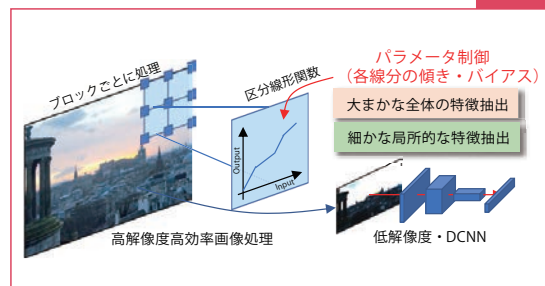 ブロックごとに処理
区分線形関数
パラメータ制御
（各線分の傾き・バイアス）
大まかな全体の特徴抽出
細かな局所的な特徴抽出
Output
Input
高解像度高効率画像処理
低解像度・DCNN